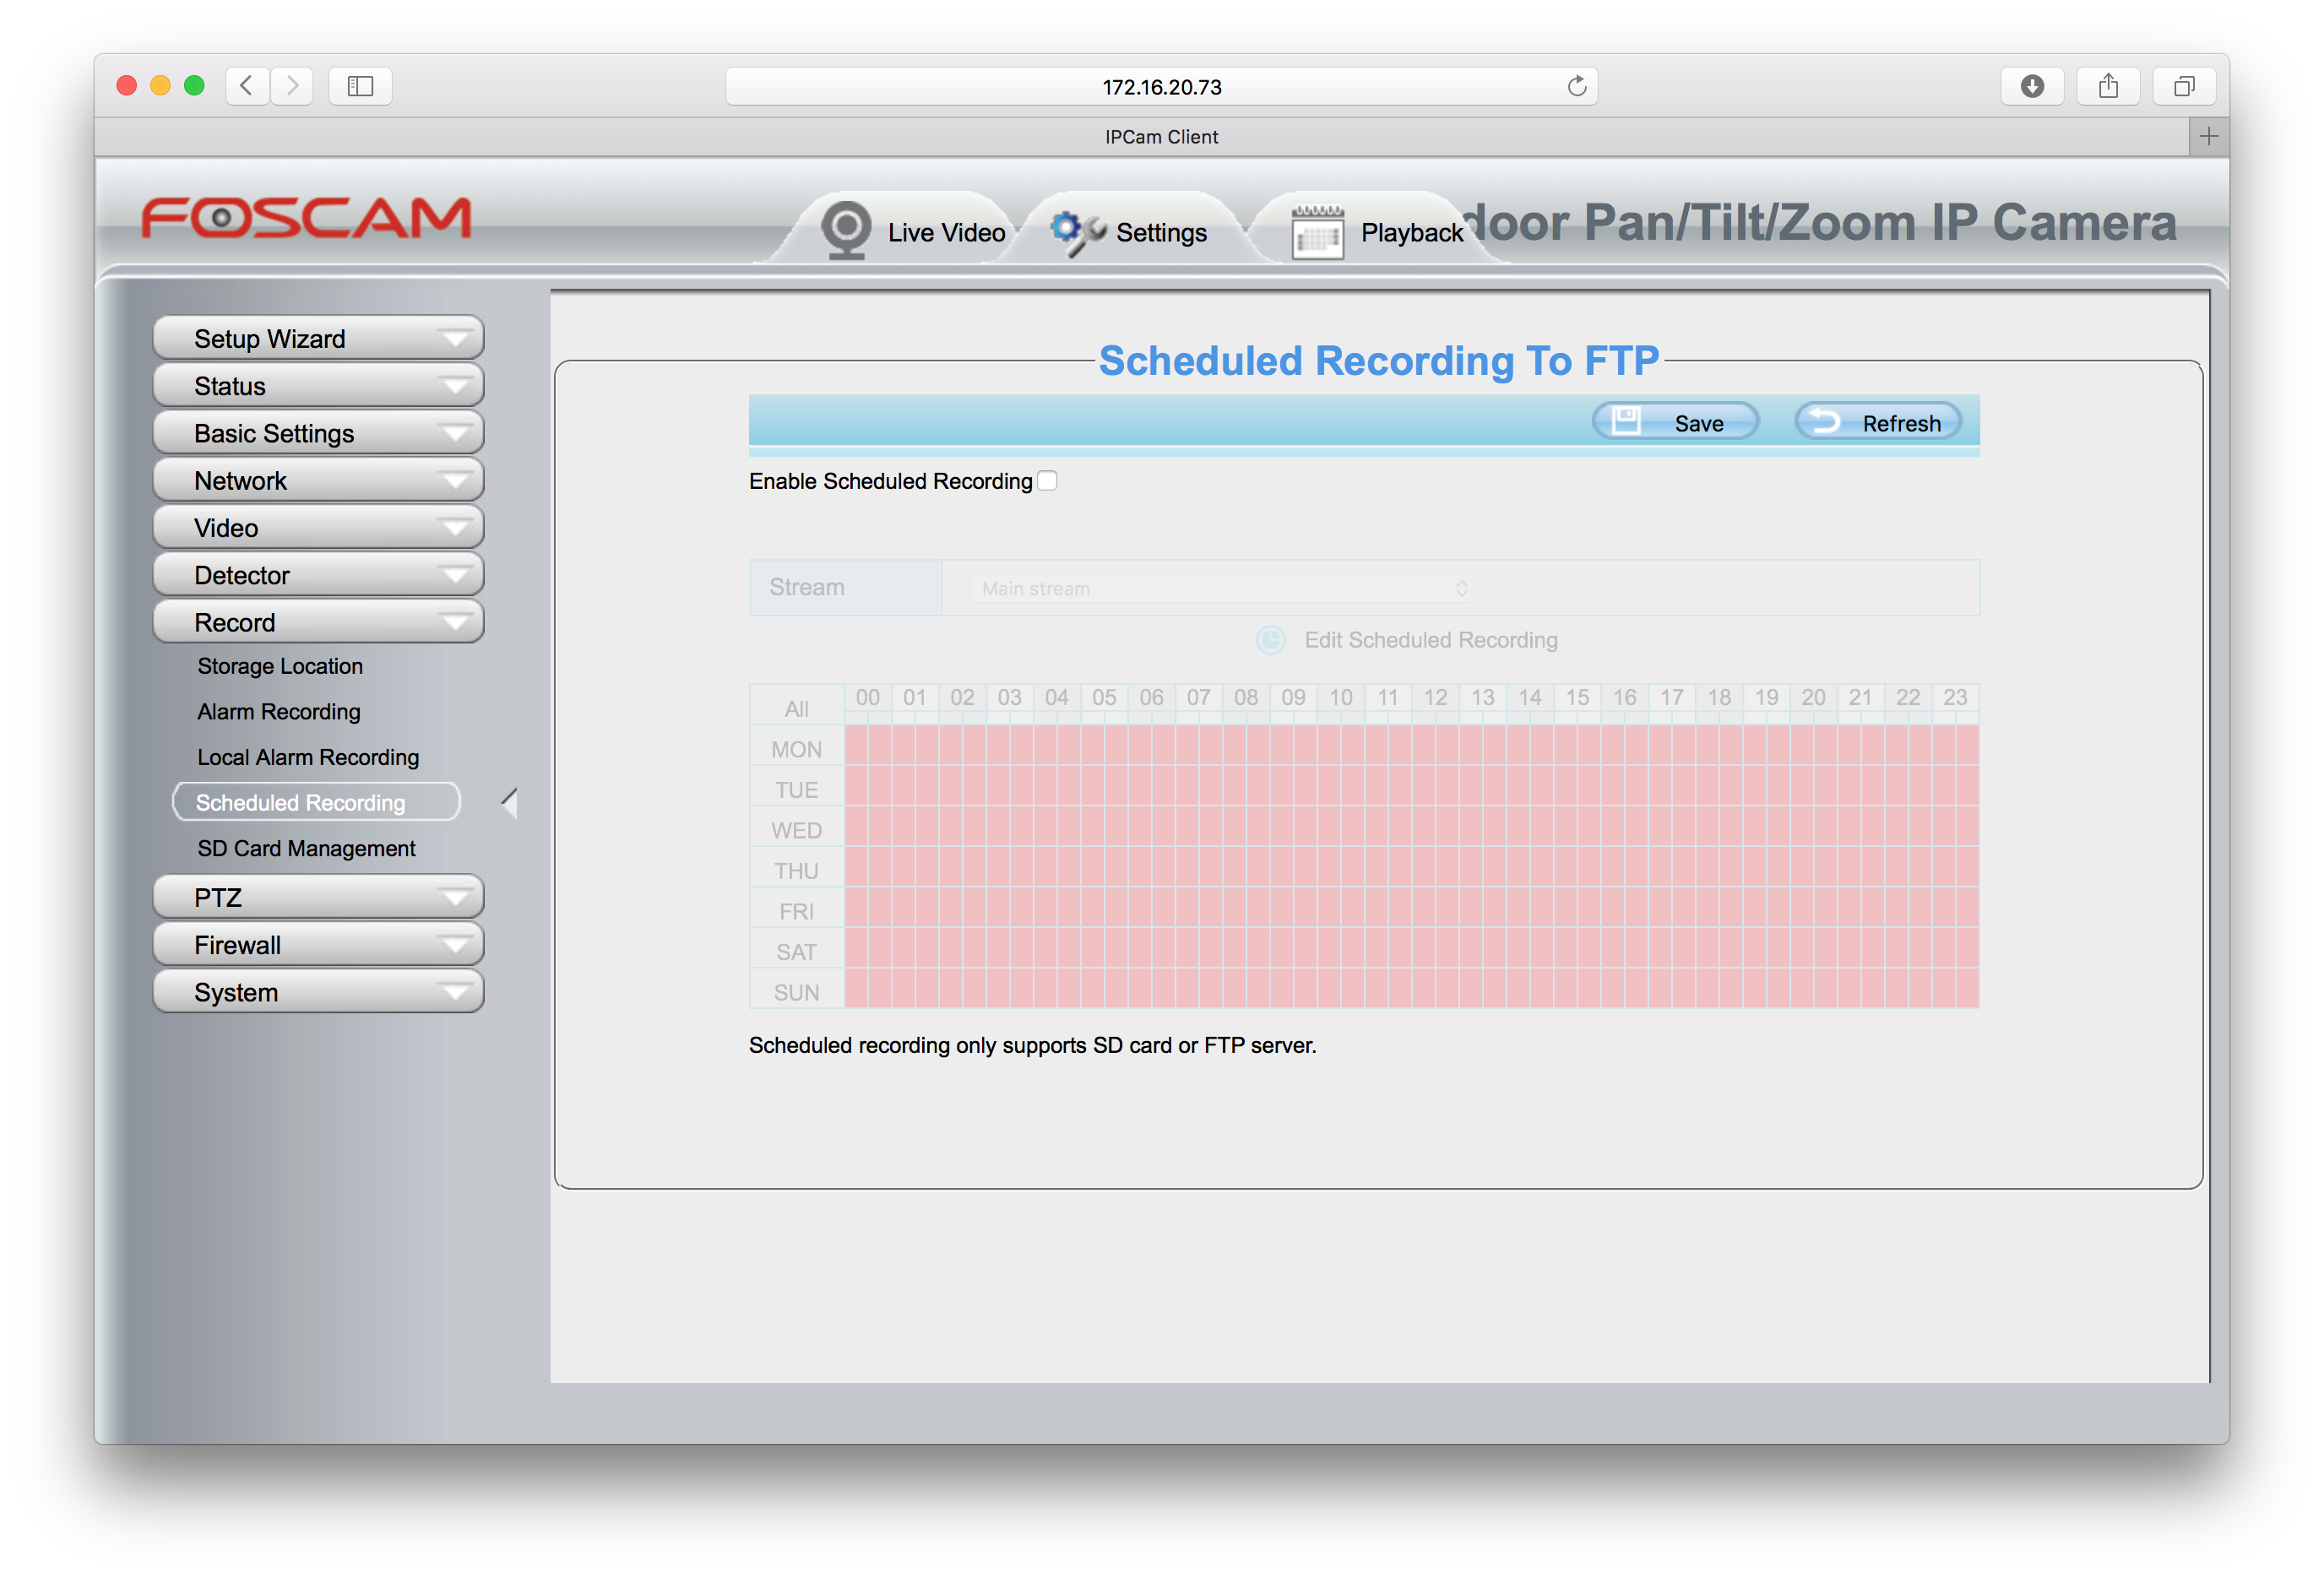 172.16.20.73
IPCam Client
FOSCAM
Live Video
Settings
Playback
door Pan/Tilt/Zoom IP Camera
Setup Wizard
Status
Basic Settings
Network
Video
Detector
Record
Storage Location
Alarm Recording
Local Alarm Recording
Scheduled Recording
SD Card Management
PTZ
Firewall
System
Scheduled Recording To FTP
Save
Refresh
Enable Scheduled Recording
Stream
Main stream
Edit Scheduled Recording
All 00 01 02 03 04 05 06 07 08 09 10 11 12 13 14 15 16 17 18 19 20 21 22 23
MON
TUE
WED
THU
FRI
SAT
SUN
Scheduled recording only supports SD card or FTP server.